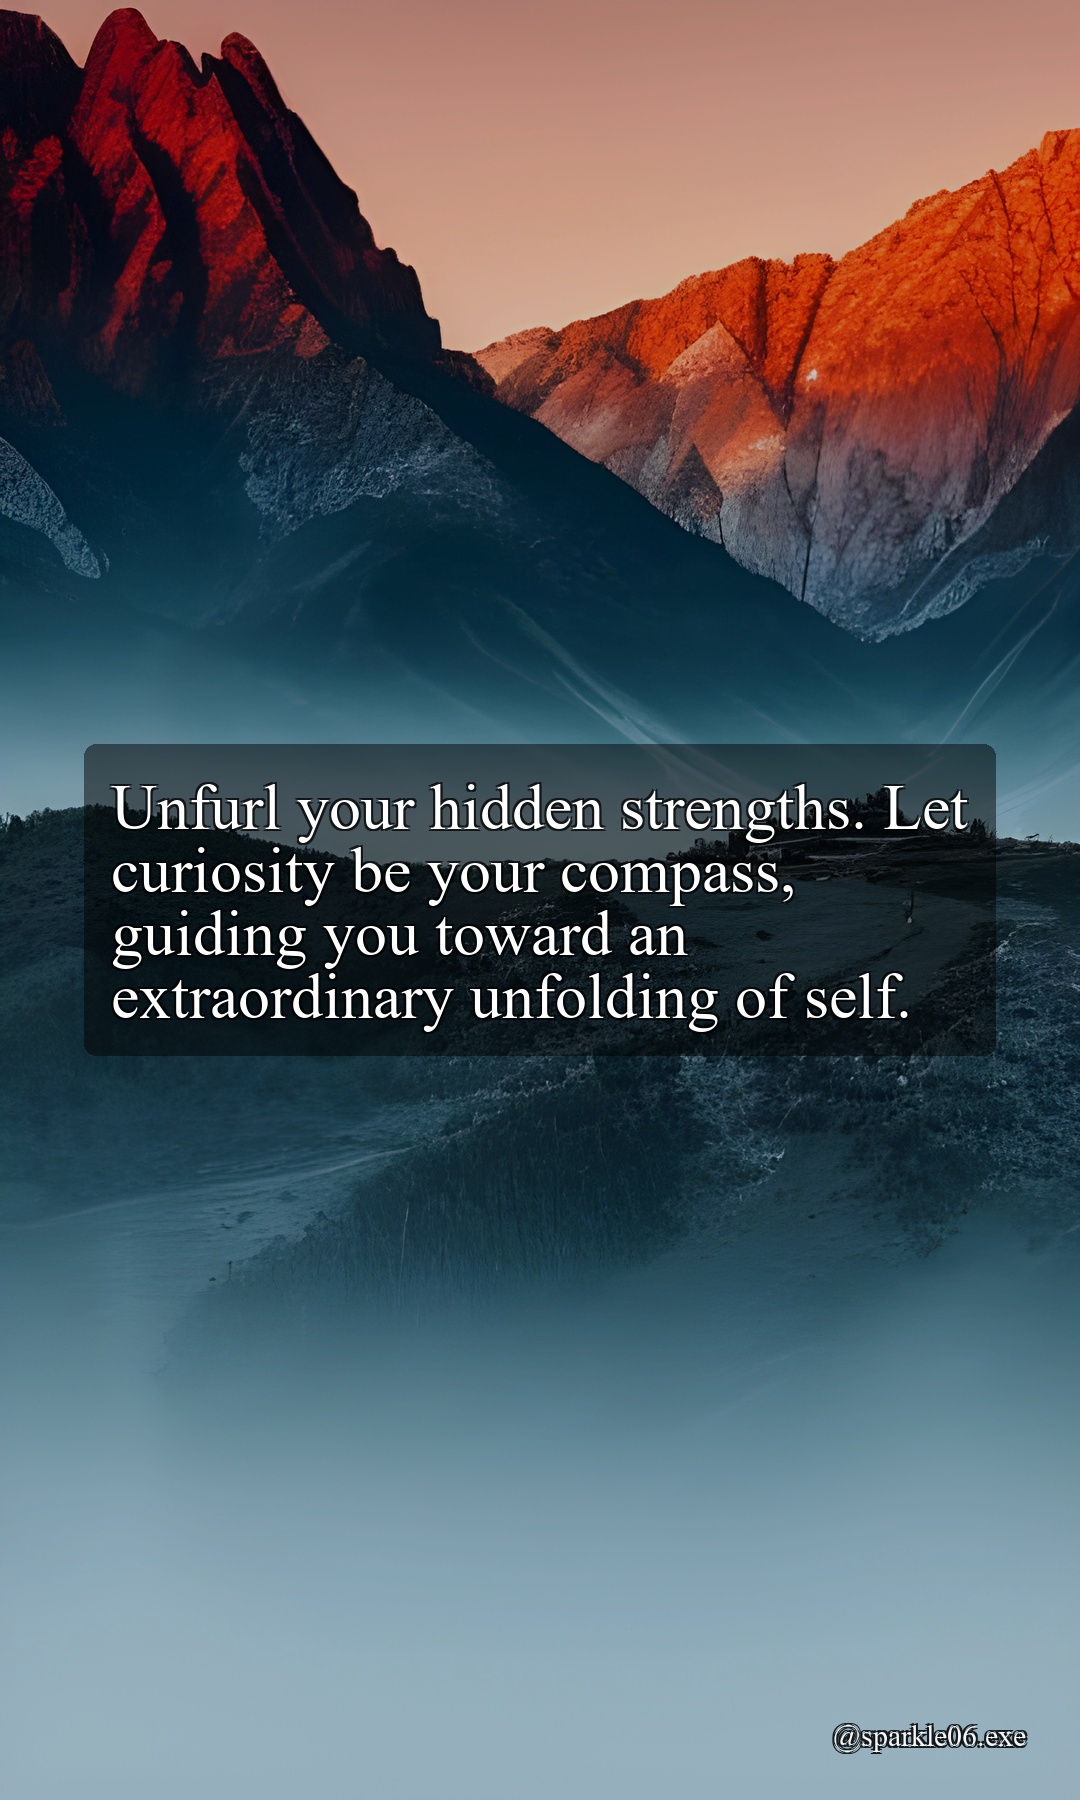 Unfurl your hidden strengths. Let
curiosity be your compass,
guiding you toward an
extraordinary unfolding of self.
@sparkle06.exe